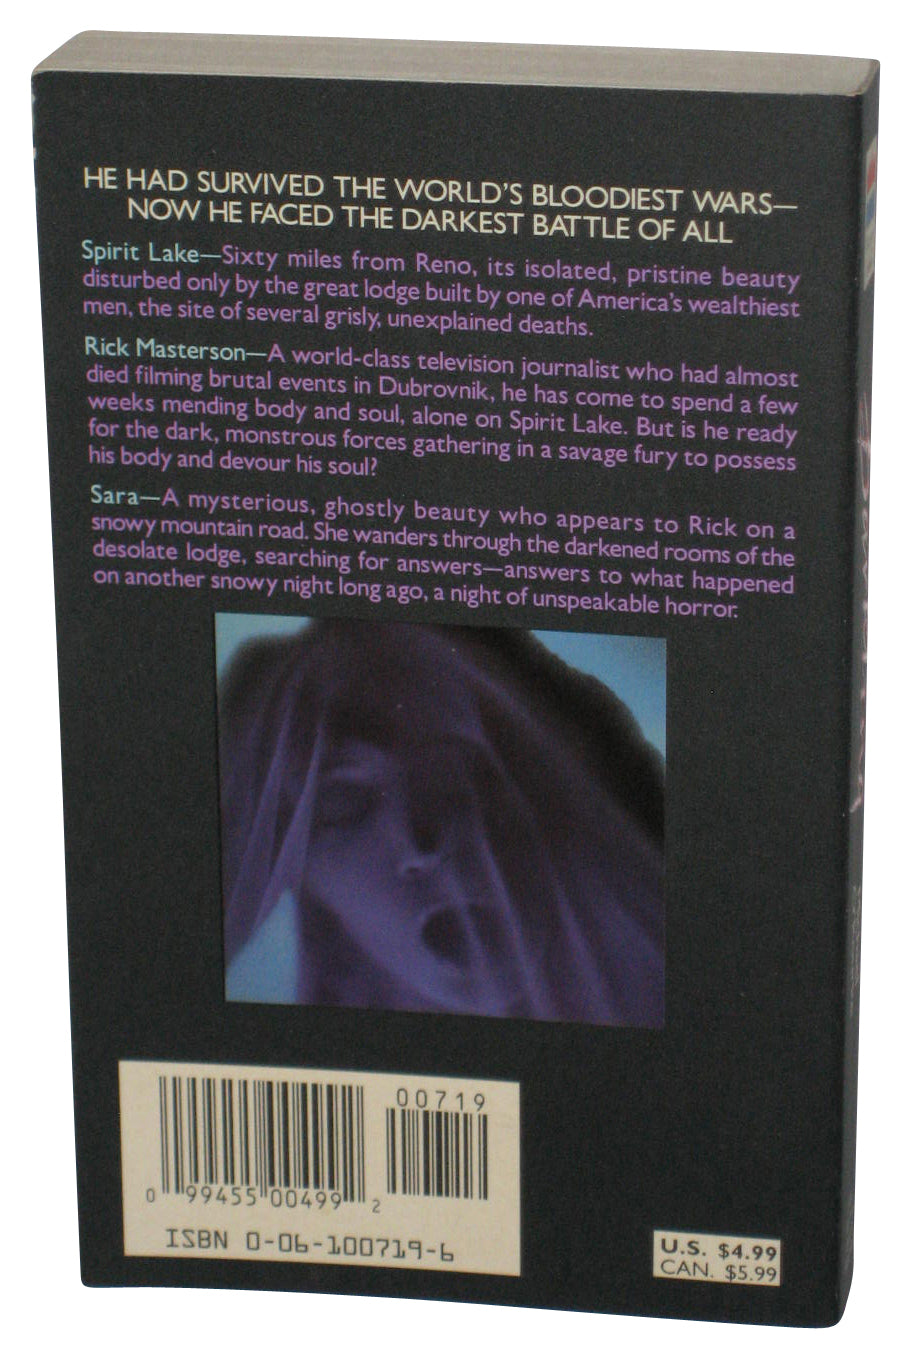 HE HAD SURVIVED THE WORLD'S BLOODIEST WARS—
NOW HE FACED THE DARKEST BATTLE OF ALL
Spirit Lake—Sixty miles from Reno, its isolated, pristine beauty
disturbed only by the great lodge built by one of America's wealthiest
men, the site of several grisly, unexplained deaths.
Rick Masterson—A world-class television journalist who had almost
died filming brutal events in Dubrovnik, he has come to spend a few
weeks mending body and soul, alone on Spirit Lake. But is he ready
for the dark, monstrous forces gathering in a savage fury to possess
his body and devour his soul?
Sara—A mysterious, ghostly beauty who appears to Rick on a
snowy mountain road. She wanders through the darkened rooms of the
desolate lodge, searching for answers—answers to what happened
on another snowy night long ago, a night of unspeakable horror.
00719
0 99455 00499 2
ISBN 0-06-100719-6
U.S. $4.99
CAN. $5.99